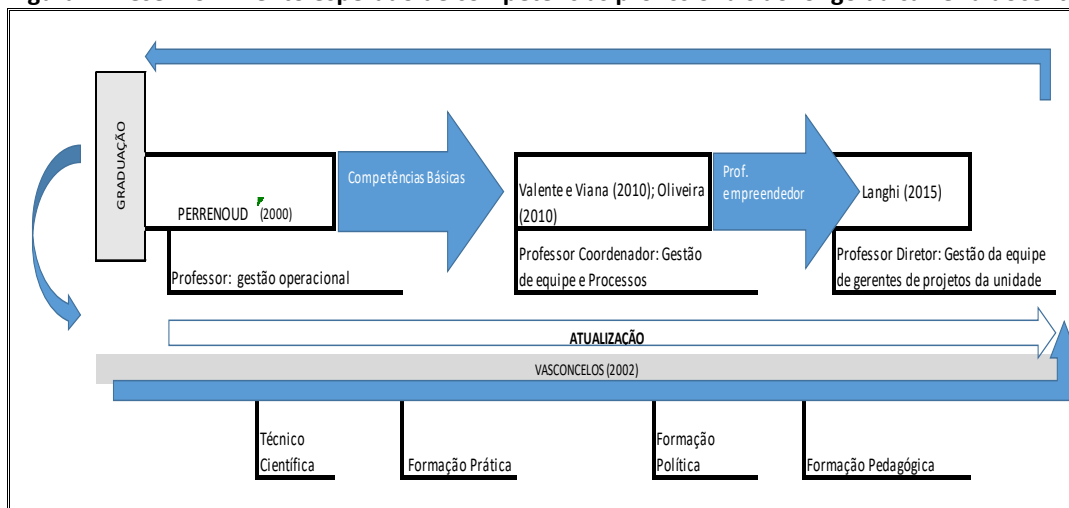 GRADUAÇÃO
PERRENOUD (2000)
Competências Básicas
Valente e Viana (2010); Oliveira
(2010)
Prof.
empreendedor
Langhi (2015)
Professor: gestão operacional
Professor Coordenador: Gestão
de equipe e Processos
Professor Diretor: Gestão da equipe
de gerentes de projetos da unidade
ATUALIZAÇÃO
VASCONCELOS (2002)
Técnico
Científica
Formação Prática
Formação
Política
Formação Pedagógica